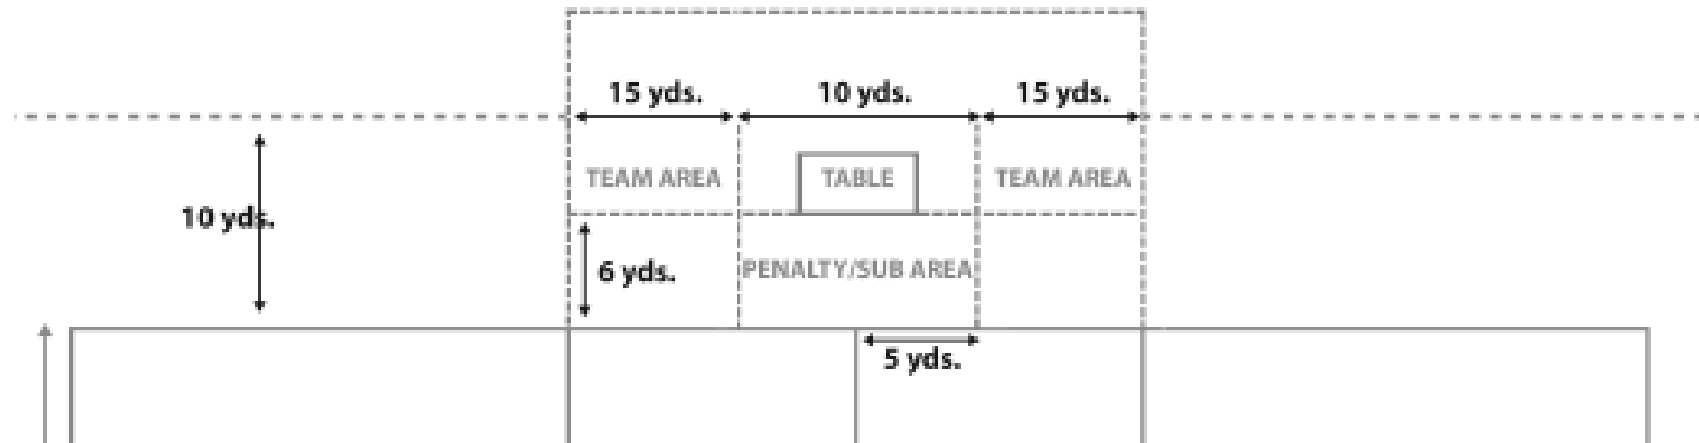 15 yds.
10 yds.
15 yds.
TEAM AREA
TABLE
TEAM AREA
10 yds.
6 yds.
PENALTY/SUB AREA
5 yds.